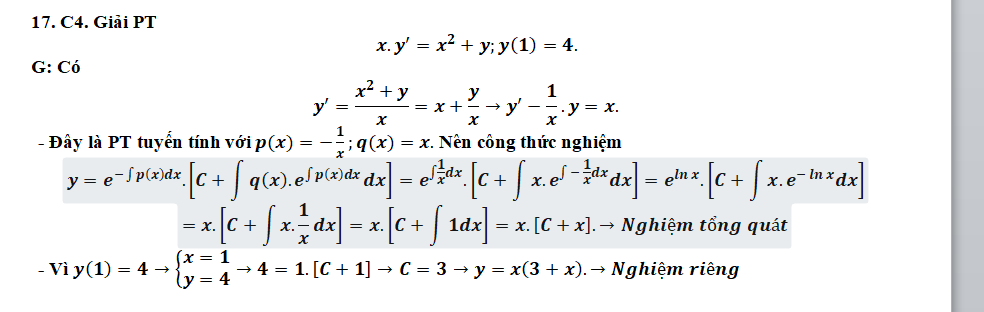 17. C4. Giải PT
x.y′ = x² + y; y(1) = 4.
G: Có
y′ = (x² + y)/x = x + y/x → y′ − 1/x . y = x.
- Đây là PT tuyến tính với p(x) = −1/x ; q(x) = x. Nên công thức nghiệm
y = e^(−∫p(x)dx).[C + ∫ q(x).e^(∫p(x)dx) dx] = e^(∫1/x dx).[C + ∫ x.e^(∫−1/x dx) dx] = e^(ln x).[C + ∫ x.e^(−ln x) dx]
= x.[C + ∫ x.1/x dx] = x.[C + ∫ 1dx] = x.[C + x]. → Nghiệm tổng quát
- Vì y(1) = 4 → {x = 1 y = 4 → 4 = 1.[C + 1] → C = 3 → y = x(3 + x). → Nghiệm riêng